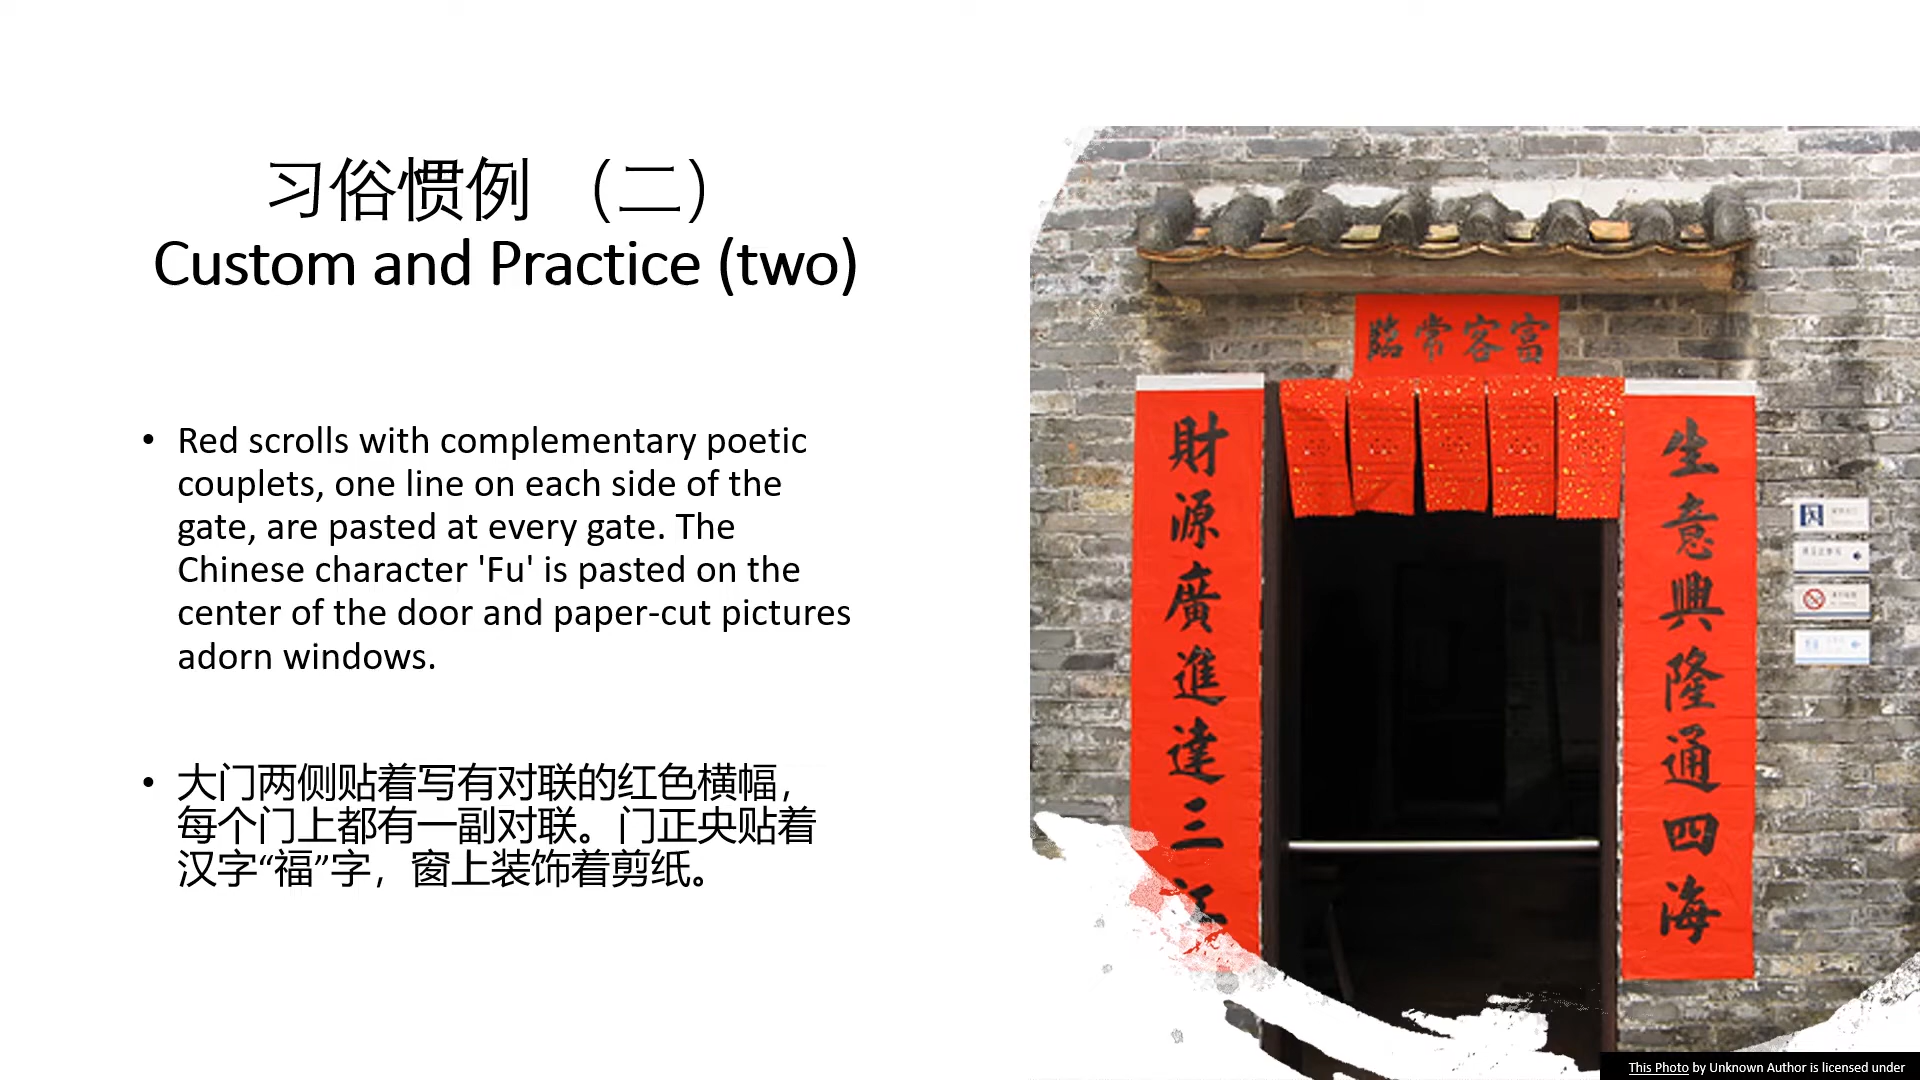 习俗惯例 （二）
Custom and Practice (two)
• Red scrolls with complementary poetic
couplets, one line on each side of the
gate, are pasted at every gate. The
Chinese character 'Fu' is pasted on the
center of the door and paper-cut pictures
adorn windows.
• 大门两侧贴着写有对联的红色横幅，
每个门上都有一副对联。门正央贴着
汉字“福”字，窗上装饰着剪纸。
臨常客富
生意興隆通四海
財源廣進達三江
This Photo by Unknown Author is licensed under